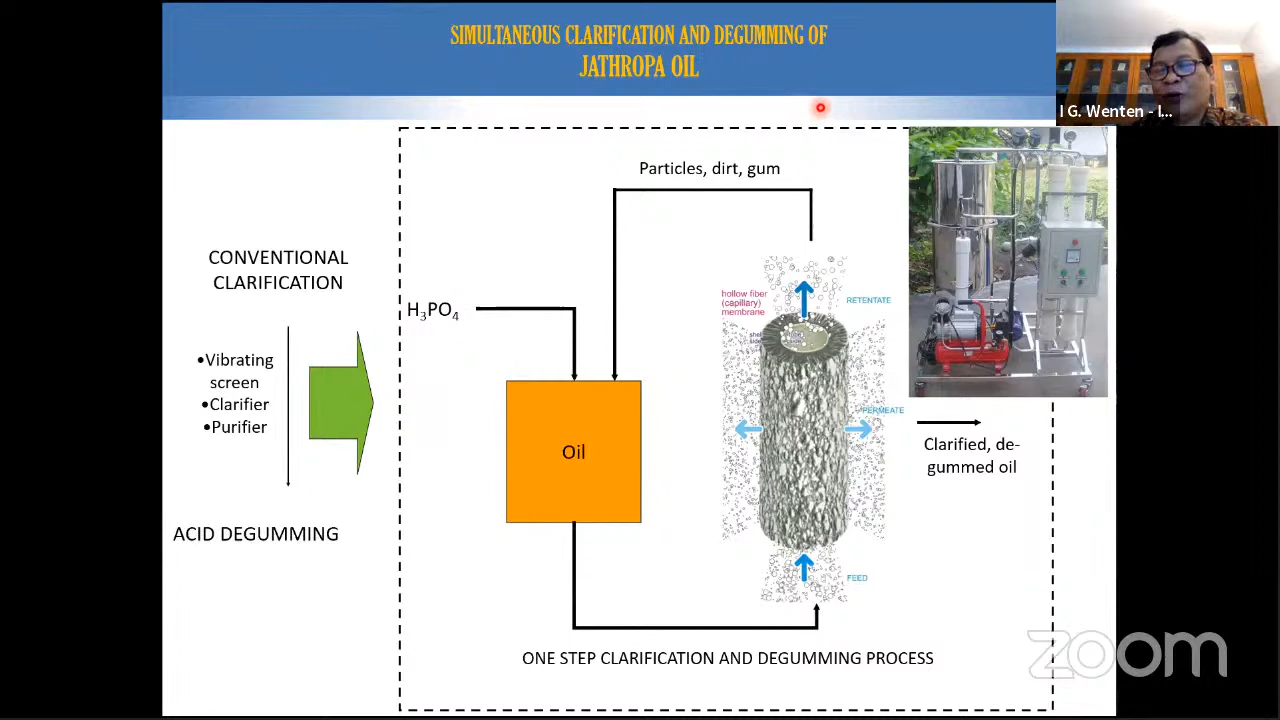 SIMULTANEOUS CLARIFICATION AND DEGUMMING OF
JATHROPA OIL
I G. Wenten - I...
Particles, dirt, gum
CONVENTIONAL
CLARIFICATION
•Vibrating
screen
•Clarifier
•Purifier
ACID DEGUMMING
H₃PO₄
Oil
hollow fiber
(capillary)
membrane
RETENTATE
PERMEATE
FEED
Clarified, de-
gummed oil
ONE STEP CLARIFICATION AND DEGUMMING PROCESS
zoom